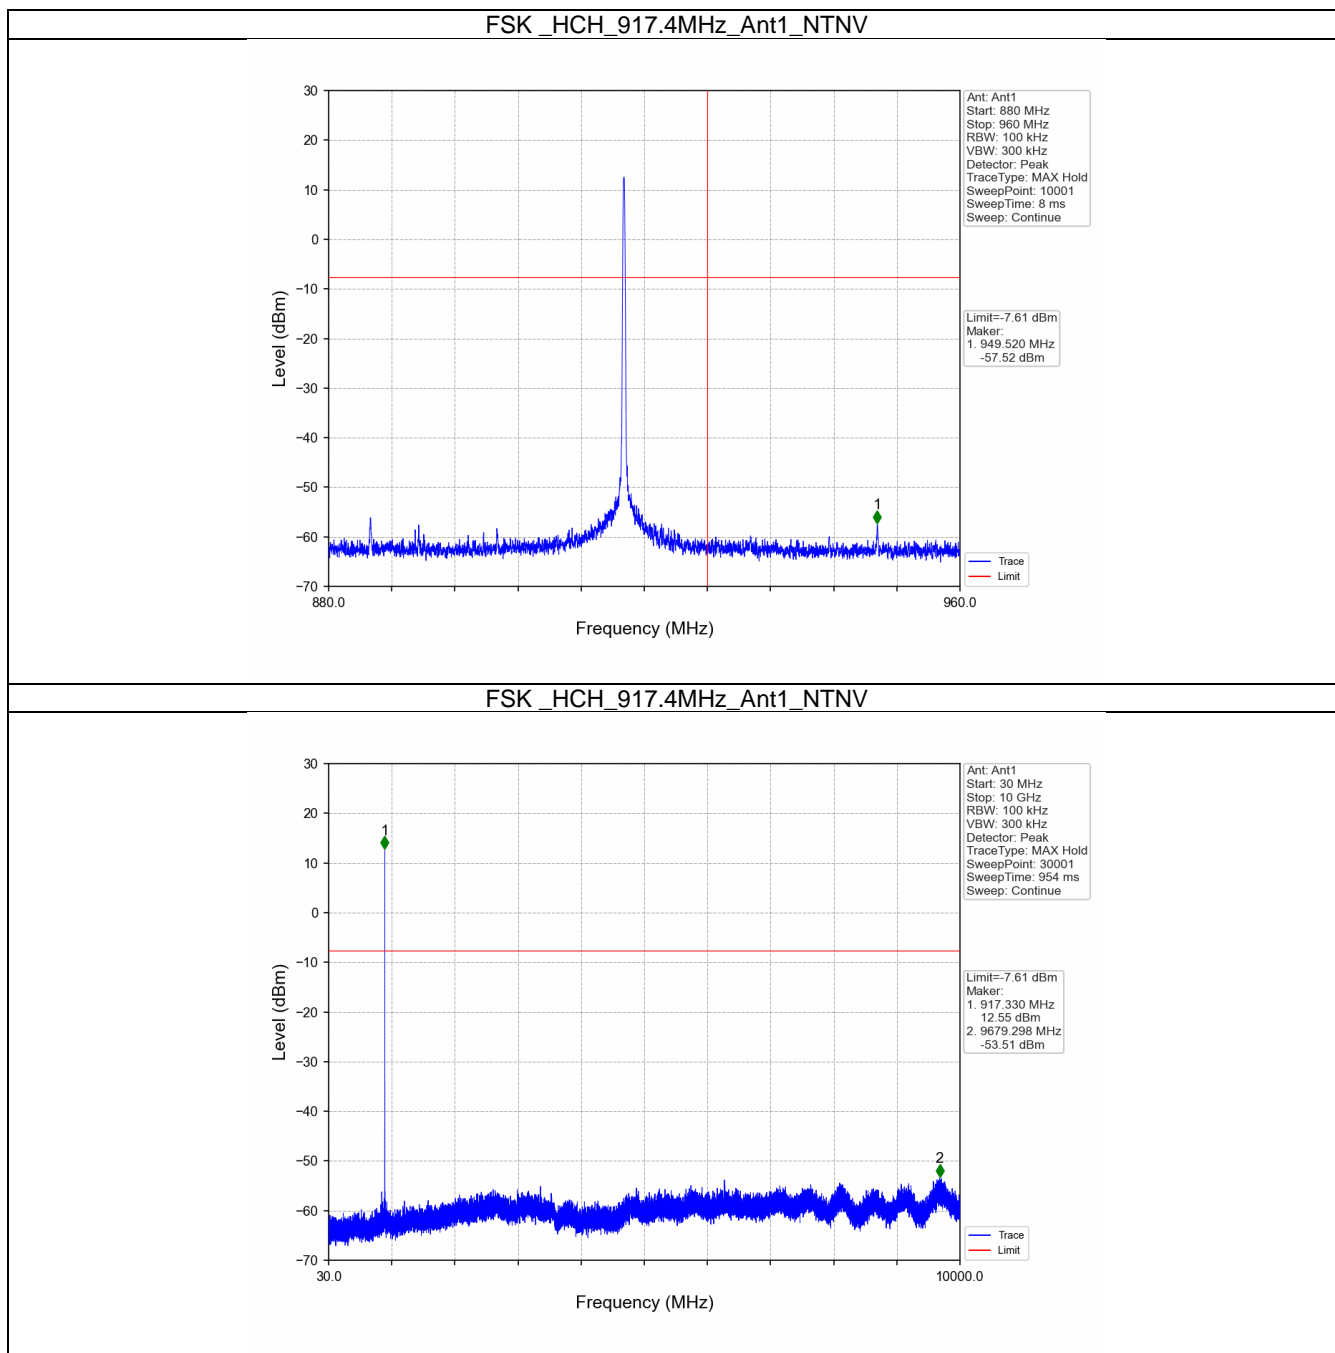 FSK _HCH_917.4MHz_Ant1_NTNV
30
20
10
0
−10
−20
−30
−40
−50
−60
−70
Level (dBm)
880.0
960.0
Frequency (MHz)
1
Ant: Ant1
Start: 880 MHz
Stop: 960 MHz
RBW: 100 kHz
VBW: 300 kHz
Detector: Peak
TraceType: MAX Hold
SweepPoint: 10001
SweepTime: 8 ms
Sweep: Continue
Limit=-7.61 dBm
Maker:
1. 949.520 MHz
-57.52 dBm
Trace
Limit
FSK _HCH_917.4MHz_Ant1_NTNV
30
20
10
0
−10
−20
−30
−40
−50
−60
−70
Level (dBm)
30.0
10000.0
Frequency (MHz)
1
2
Ant: Ant1
Start: 30 MHz
Stop: 10 GHz
RBW: 100 kHz
VBW: 300 kHz
Detector: Peak
TraceType: MAX Hold
SweepPoint: 30001
SweepTime: 954 ms
Sweep: Continue
Limit=-7.61 dBm
Maker:
1. 917.330 MHz
12.55 dBm
2. 9679.298 MHz
-53.51 dBm
Trace
Limit